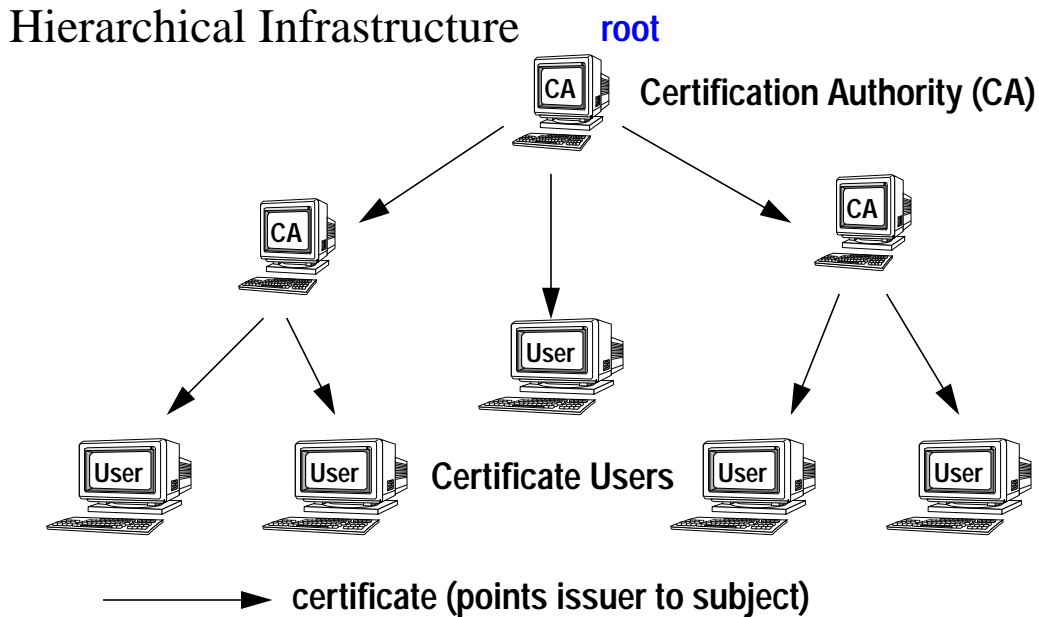 Hierarchical Infrastructure root
CA
Certification Authority (CA)
CA
CA
User
User
User
Certificate Users
User
User
certificate (points issuer to subject)